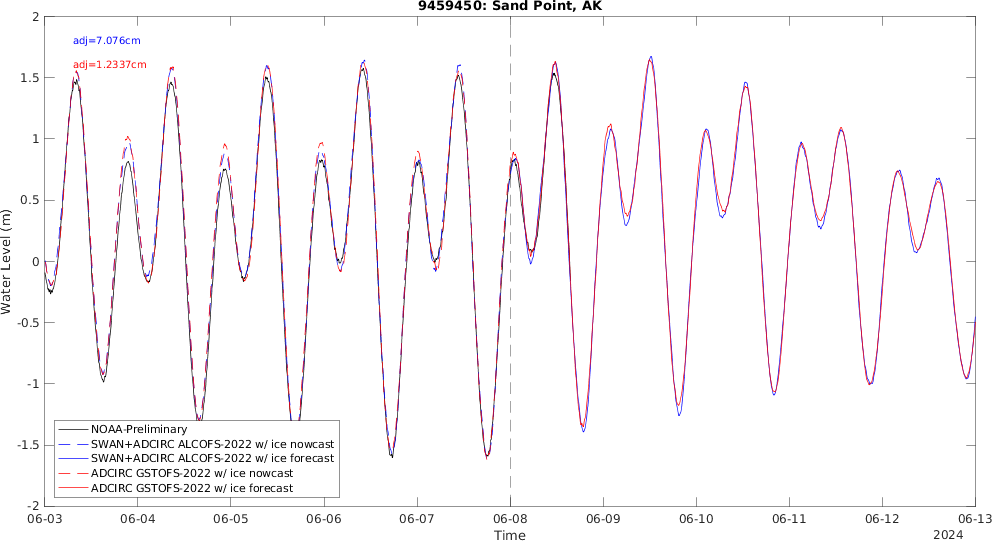 9459450: Sand Point, AK
adj=7.076cm
adj=1.2337cm
Water Level (m)
2
1.5
1
0.5
0
-0.5
-1
-1.5
-2
NOAA-Preliminary
SWAN+ADCIRC ALCOFS-2022 w/ ice nowcast
SWAN+ADCIRC ALCOFS-2022 w/ ice forecast
ADCIRC GSTOFS-2022 w/ ice nowcast
ADCIRC GSTOFS-2022 w/ ice forecast
06-03 06-04 06-05 06-06 06-07 06-08 06-09 06-10 06-11 06-12 06-13
Time
2024